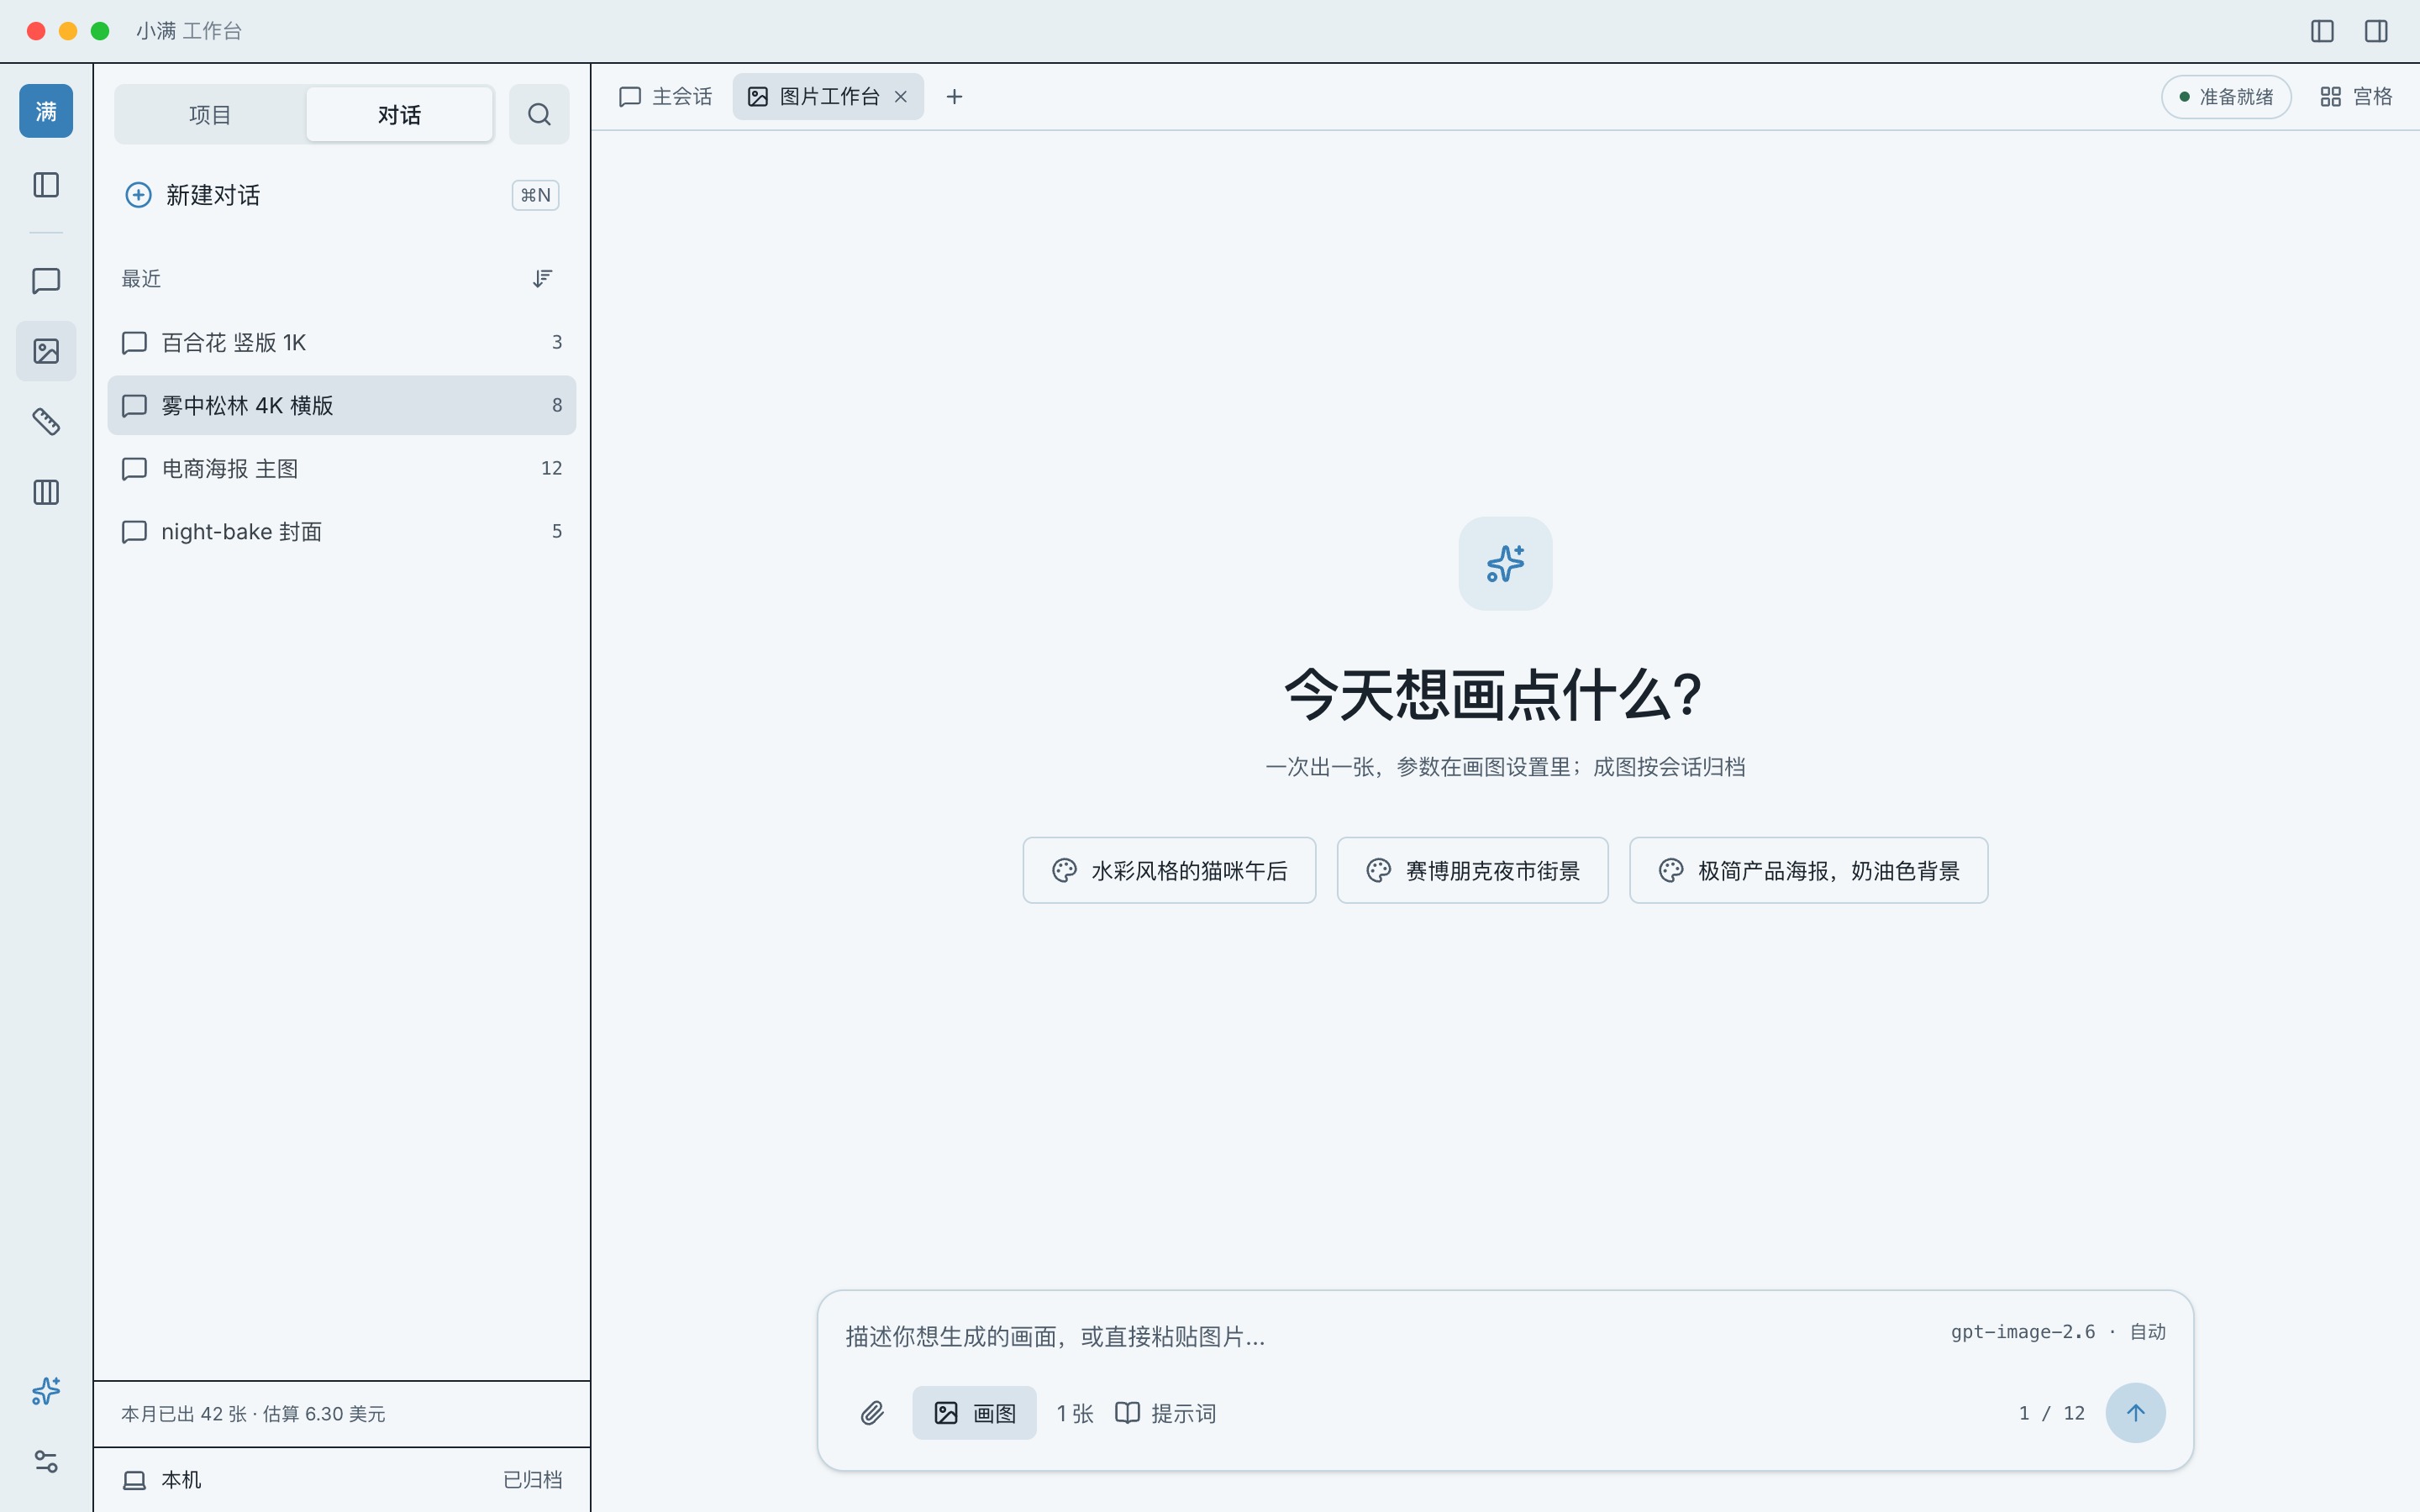 小满 工作台
满
项目
对话
新建对话
⌘N
最近
百合花 竖版 1K
3
雾中松林 4K 横版
8
电商海报 主图
12
night-bake 封面
5
本月已出 42 张 · 估算 6.30 美元
本机
已归档
主会话
图片工作台
准备就绪
宫格
今天想画点什么?
一次出一张，参数在画图设置里；成图按会话归档
水彩风格的猫咪午后
赛博朋克夜市街景
极简产品海报，奶油色背景
描述你想生成的画面，或直接粘贴图片...
gpt-image-2.6 · 自动
画图
1 张
提示词
1 / 12